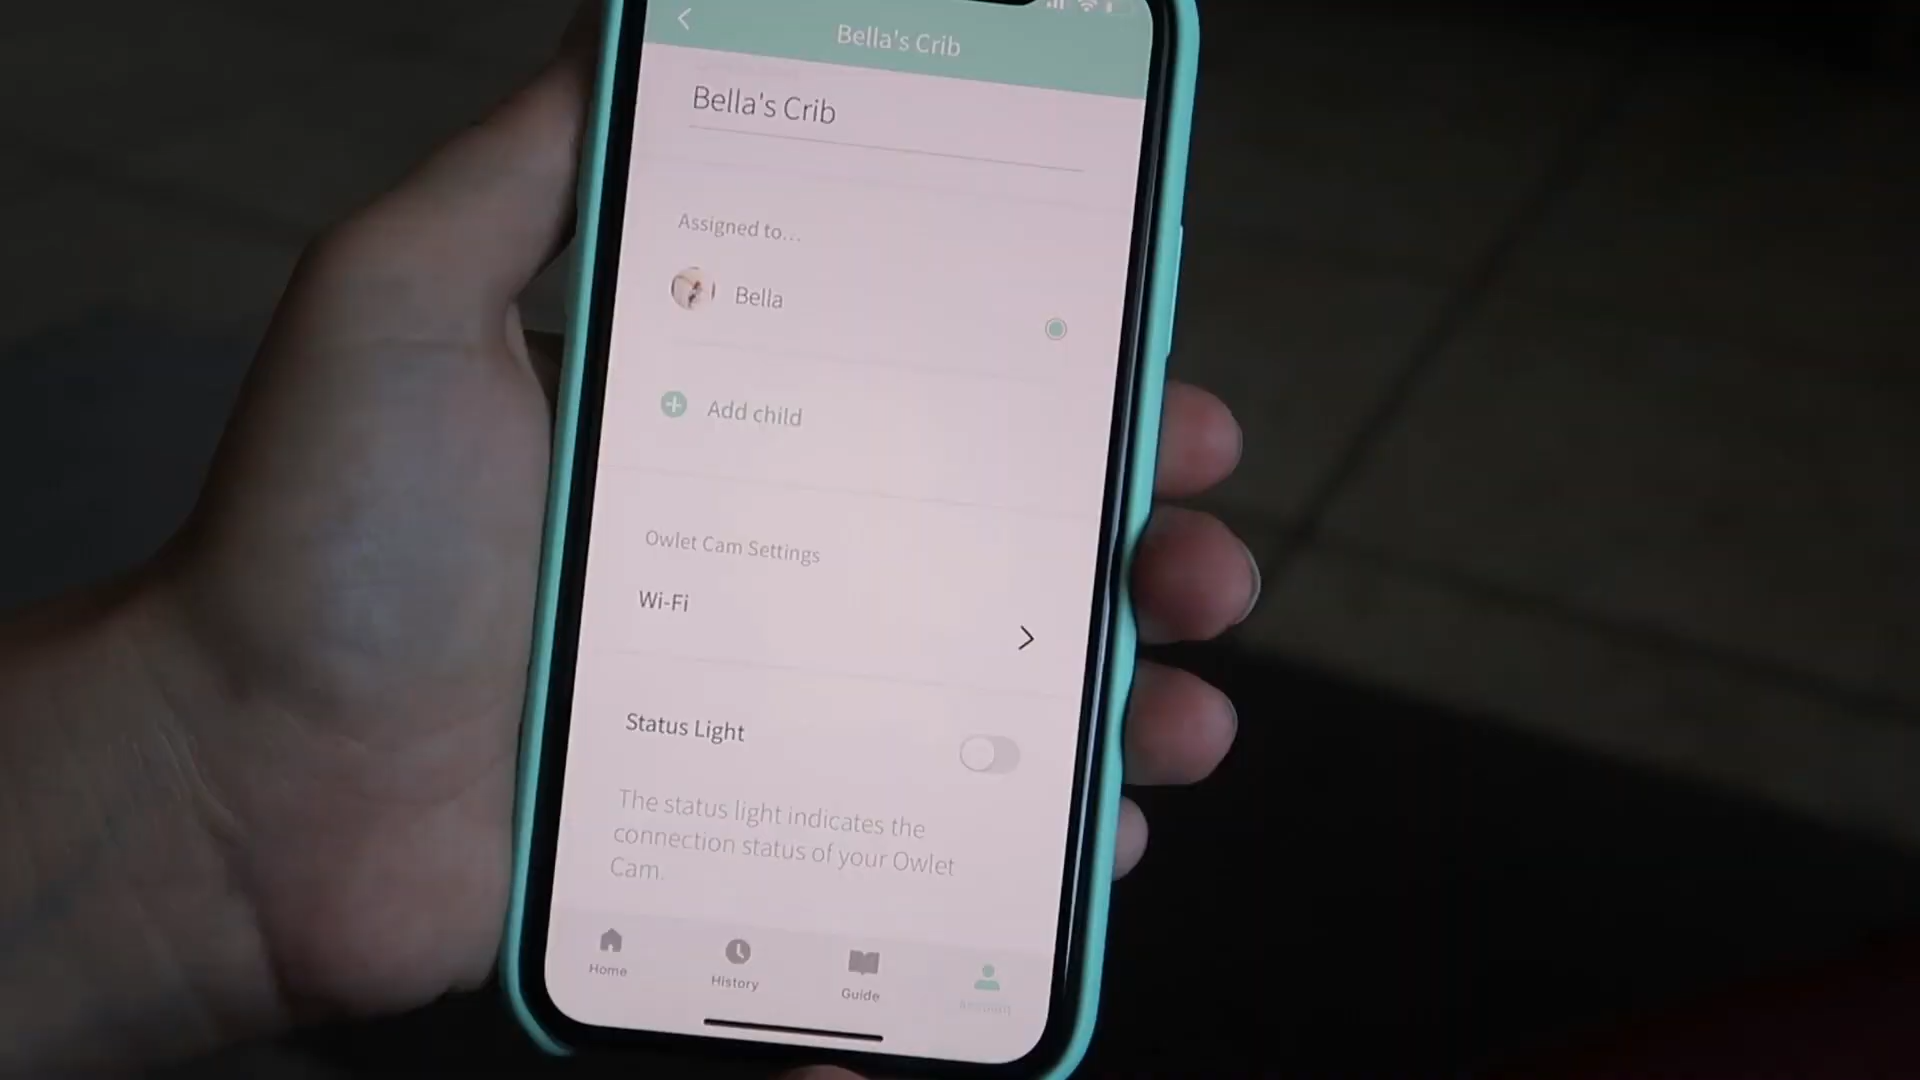 Bella's Crib
Bella's Crib
Assigned to...
Bella
Add child
Owlet Cam Settings
Wi-Fi
Status Light
The status light indicates the
connection status of your Owlet
Cam.
Home
History
Guide